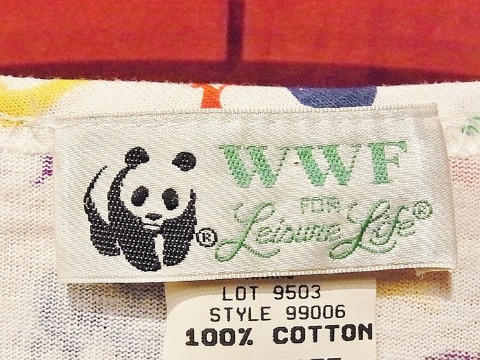 WWF
FOR
® Leisure Life®
LOT 9503
STYLE 99006
100% COTTON